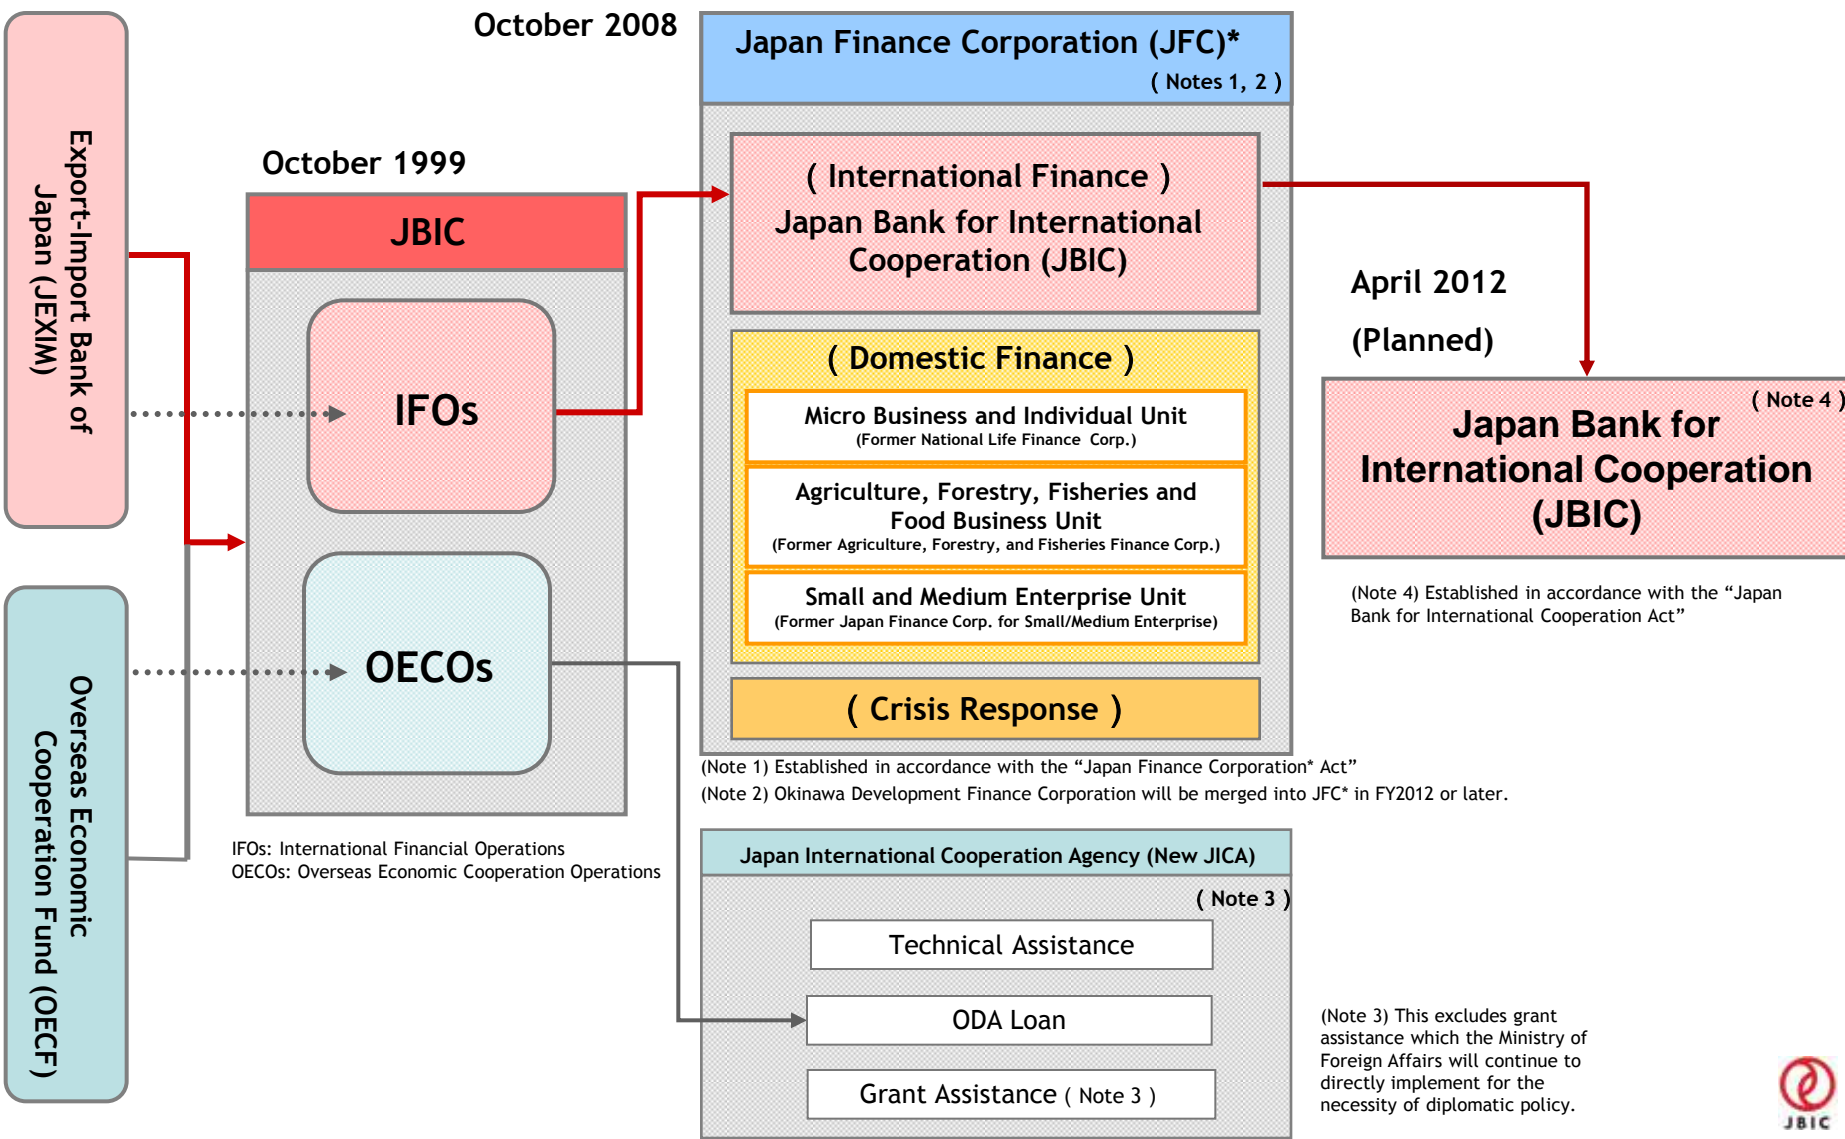 Export-Import Bank of
Japan (JEXIM)
Overseas Economic
Cooperation Fund (OECF)
October 1999
JBIC
IFOs
OECOs
IFOs: International Financial Operations
OECOs: Overseas Economic Cooperation Operations
October 2008
Japan Finance Corporation (JFC)*
( Notes 1, 2 )
( International Finance )
Japan Bank for International
Cooperation (JBIC)
( Domestic Finance )
Micro Business and Individual Unit
(Former National Life Finance Corp.)
Agriculture, Forestry, Fisheries and
Food Business Unit
(Former Agriculture, Forestry, and Fisheries Finance Corp.)
Small and Medium Enterprise Unit
(Former Japan Finance Corp. for Small/Medium Enterprise)
( Crisis Response )
(Note 1) Established in accordance with the “Japan Finance Corporation* Act”
(Note 2) Okinawa Development Finance Corporation will be merged into JFC* in FY2012 or later.
Japan International Cooperation Agency (New JICA)
( Note 3 )
Technical Assistance
ODA Loan
Grant Assistance ( Note 3 )
April 2012
(Planned)
( Note 4 )
Japan Bank for
International Cooperation
(JBIC)
(Note 4) Established in accordance with the “Japan
Bank for International Cooperation Act”
(Note 3) This excludes grant
assistance which the Ministry of
Foreign Affairs will continue to
directly implement for the
necessity of diplomatic policy.
JBIC